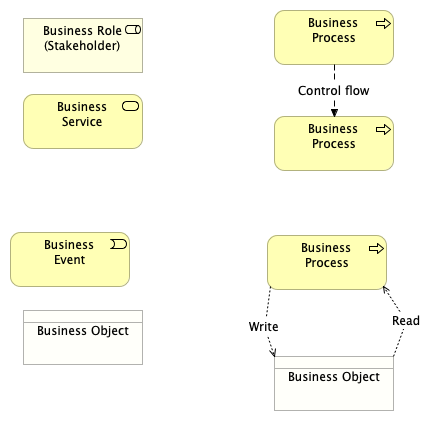 Business Role
(Stakeholder)
Business
Process
Control flow
Business
Service
Business
Process
Business
Event
Business
Process
Business Object
Write
Read
Business Object